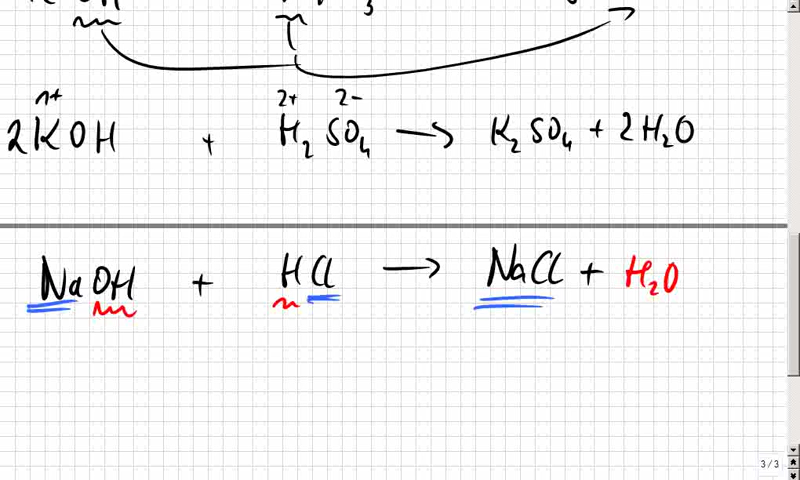 1+ 2+ 2-
2KOH + H₂SO₄ → K₂SO₄ + 2H₂O
NaOH + HCl → NaCl + H₂O
3/3